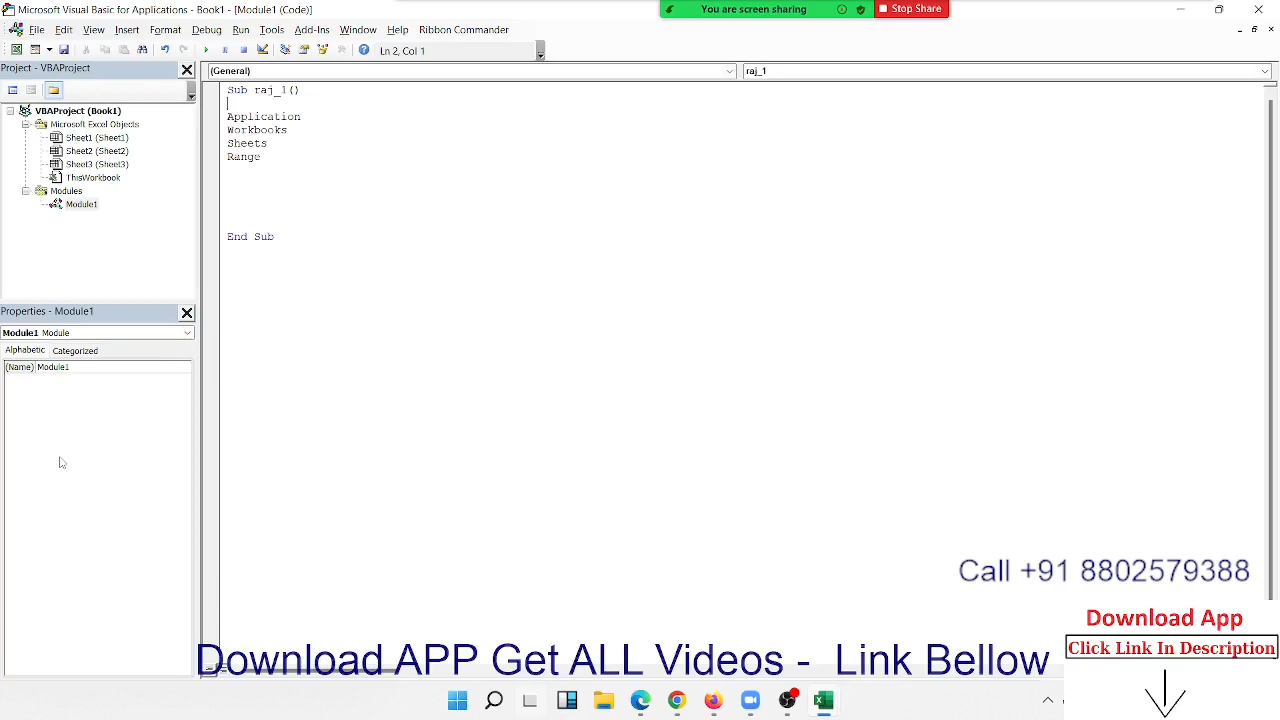 Microsoft Visual Basic for Applications - Book1 - [Module1 (Code)]
You are screen sharing
Stop Share
File Edit View Insert Format Debug Run Tools Add-Ins Window Help Ribbon Commander
Ln 2, Col 1
Project - VBAProject
(General)
raj_1
VBAProject (Book1)
Microsoft Excel Objects
Sheet1 (Sheet1)
Sheet2 (Sheet2)
Sheet3 (Sheet3)
ThisWorkbook
Modules
Module1
Sub raj_1()
Application
Workbooks
Sheets
Range
End Sub
Properties - Module1
Module1 Module
Alphabetic Categorized
(Name) Module1
Call +91 8802579388
Download App
Click Link In Description
Download APP Get ALL Videos - Link Bellow